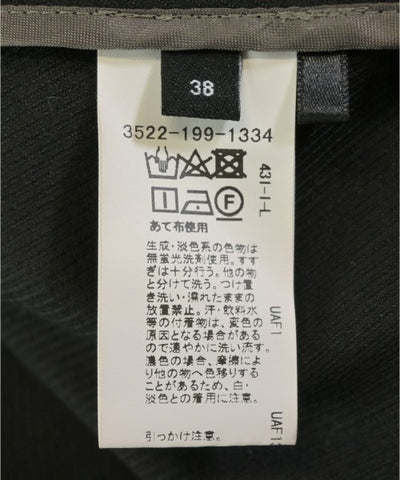 38
3522-199-1334
431-1-L
F
あて布使用
生成・淡色系の色物は
無蛍光洗剤使用。すす
ぎは十分行う。他の物
と分けて洗う。つけ置
き洗い・濡れたままの
放置禁止。汗・飲料水
等の付着物は、変色の
原因となる場合がある
ので速やかに洗い流す。
濃色の場合、摩擦によ
り他の物へ色移りする
ことがあるため、白・
淡色との着用に注意。
引っかけ注意。
UAF1